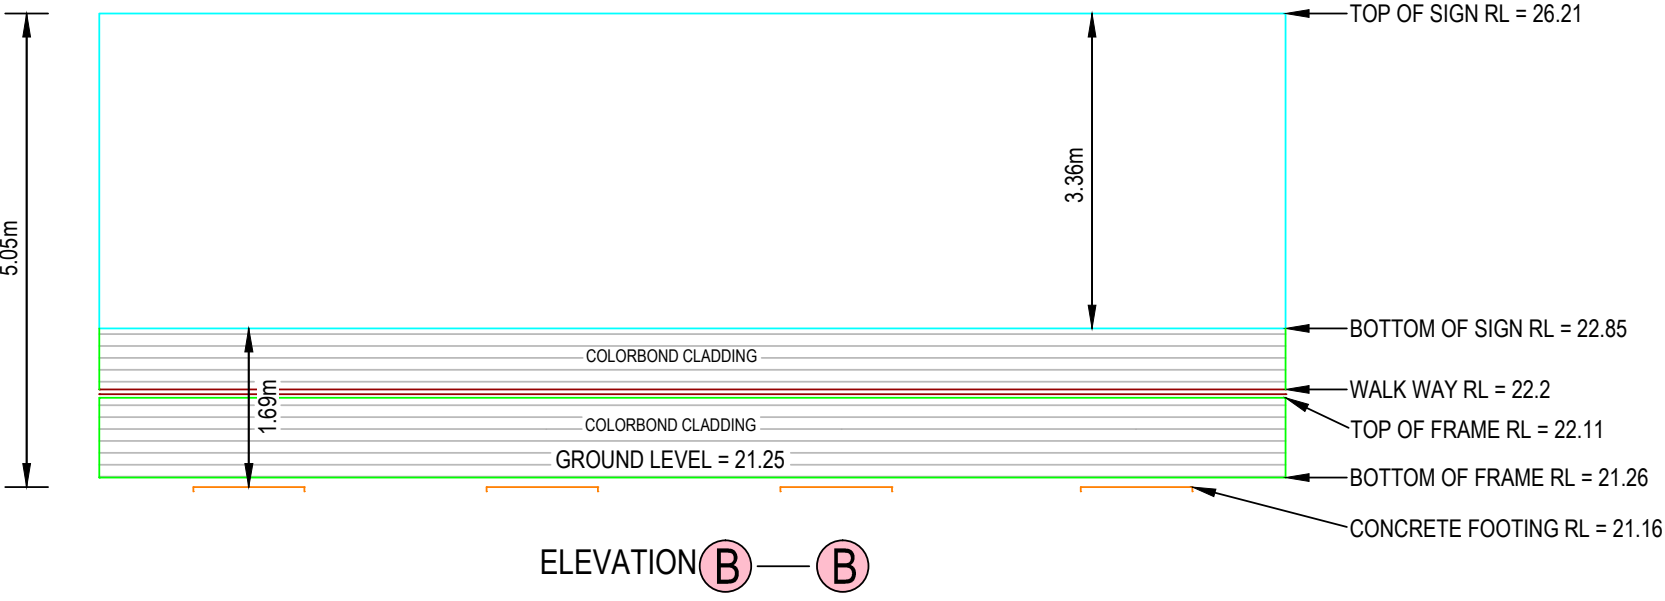 TOP OF SIGN RL = 26.21
3.36m
5.05m
BOTTOM OF SIGN RL = 22.85
COLORBOND CLADDING
WALK WAY RL = 22.2
1.69m
COLORBOND CLADDING
TOP OF FRAME RL = 22.11
GROUND LEVEL = 21.25
BOTTOM OF FRAME RL = 21.26
CONCRETE FOOTING RL = 21.16
ELEVATION B — B